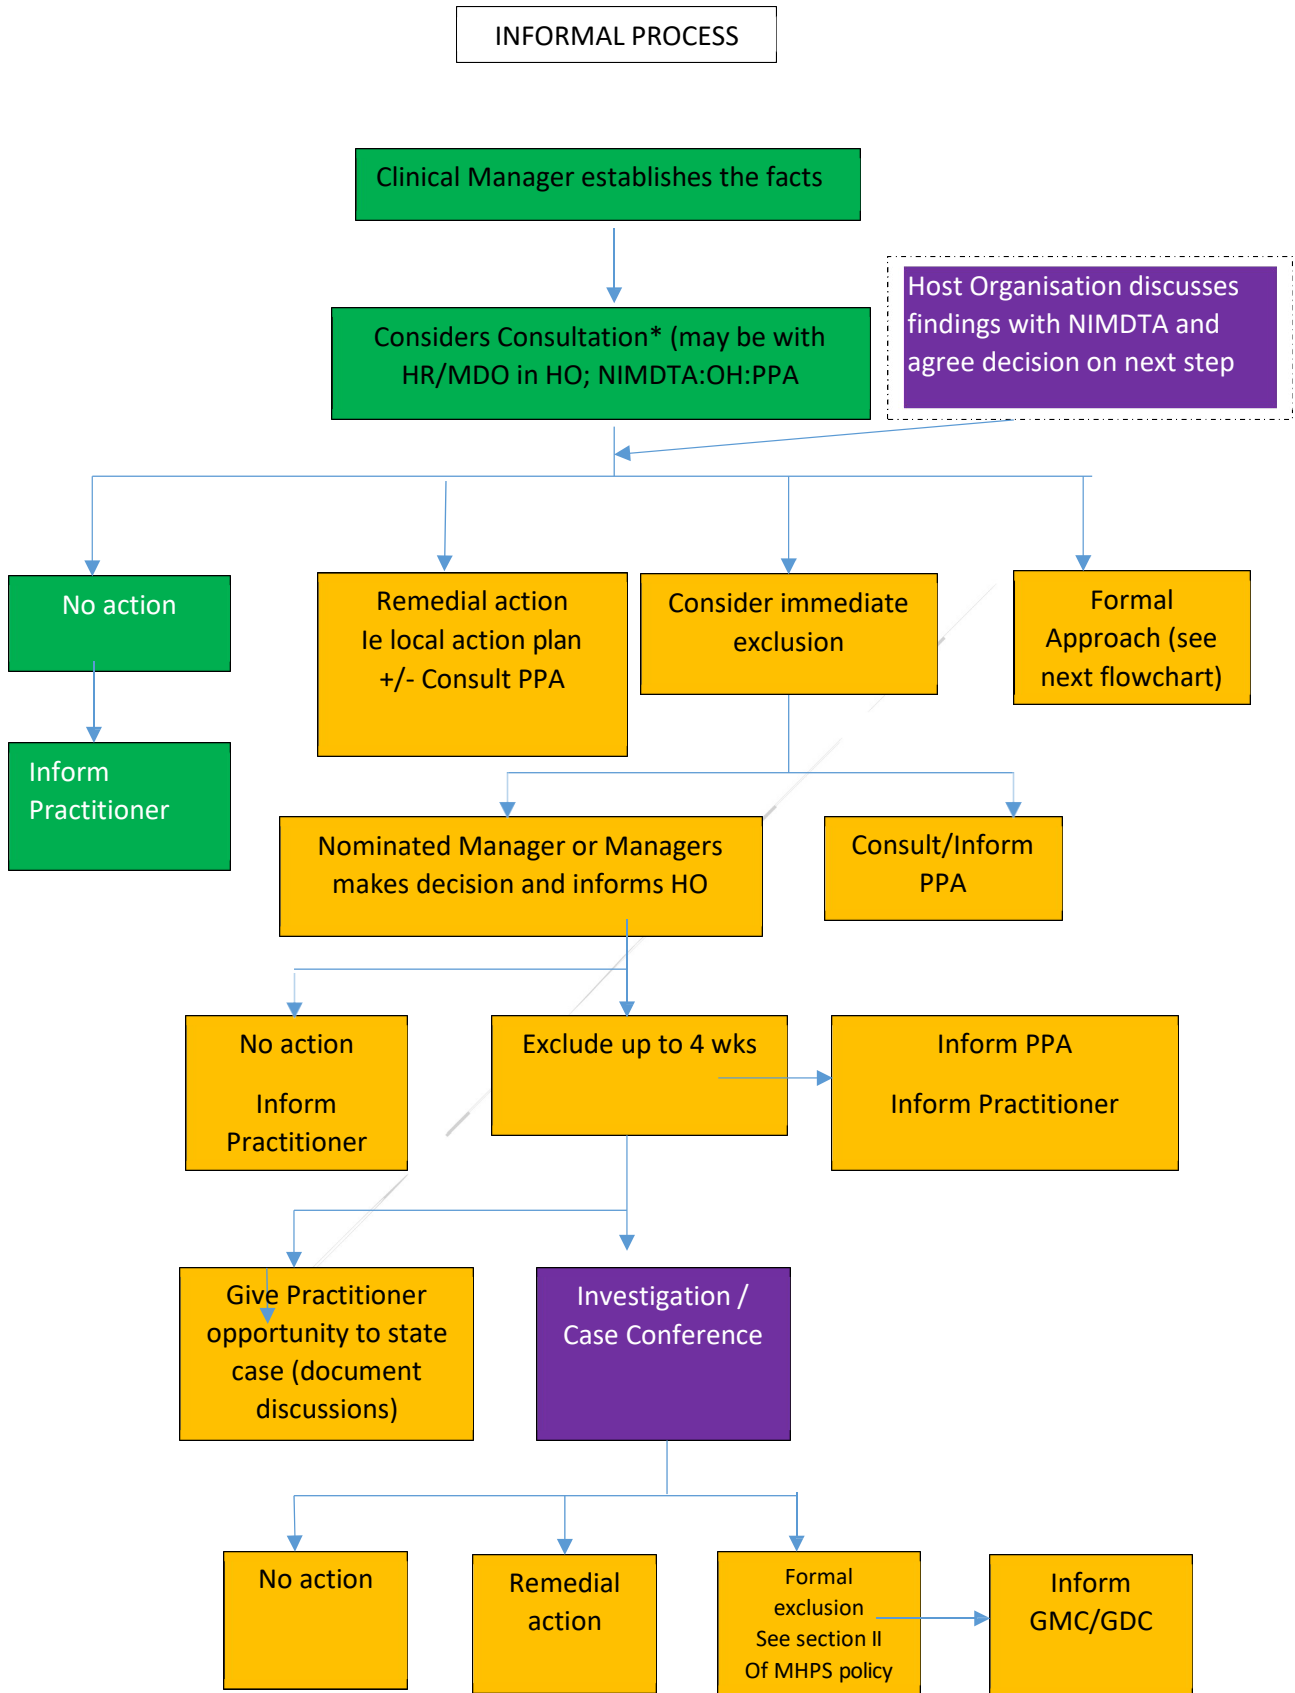 INFORMAL PROCESS
Clinical Manager establishes the facts
Host Organisation discusses
findings with NIMDTA and
agree decision on next step
Considers Consultation* (may be with
HR/MDO in HO; NIMDTA:OH:PPA
No action
Remedial action
Ie local action plan
+/- Consult PPA
Consider immediate
exclusion
Formal
Approach (see
next flowchart)
Inform
Practitioner
Nominated Manager or Managers
makes decision and informs HO
Consult/Inform
PPA
No action
Inform
Practitioner
Exclude up to 4 wks
Inform PPA
Inform Practitioner
Give Practitioner
opportunity to state
case (document
discussions)
Investigation /
Case Conference
No action
Remedial
action
Formal
exclusion
See section II
Of MHPS policy
Inform
GMC/GDC